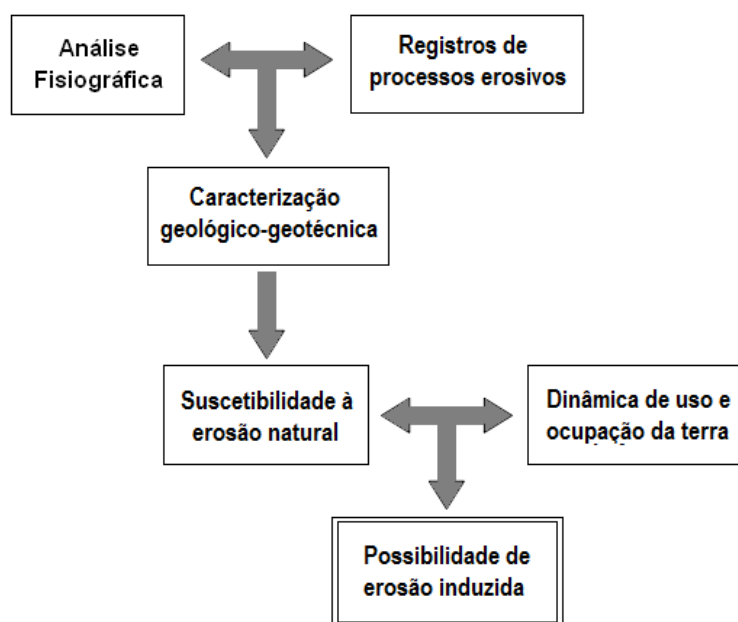 Análise
Fisiográfica
Registros de
processos erosivos
Caracterização
geológico-geotécnica
Suscetibilidade à
erosão natural
Dinâmica de uso e
ocupação da terra
Possibilidade de
erosão induzida